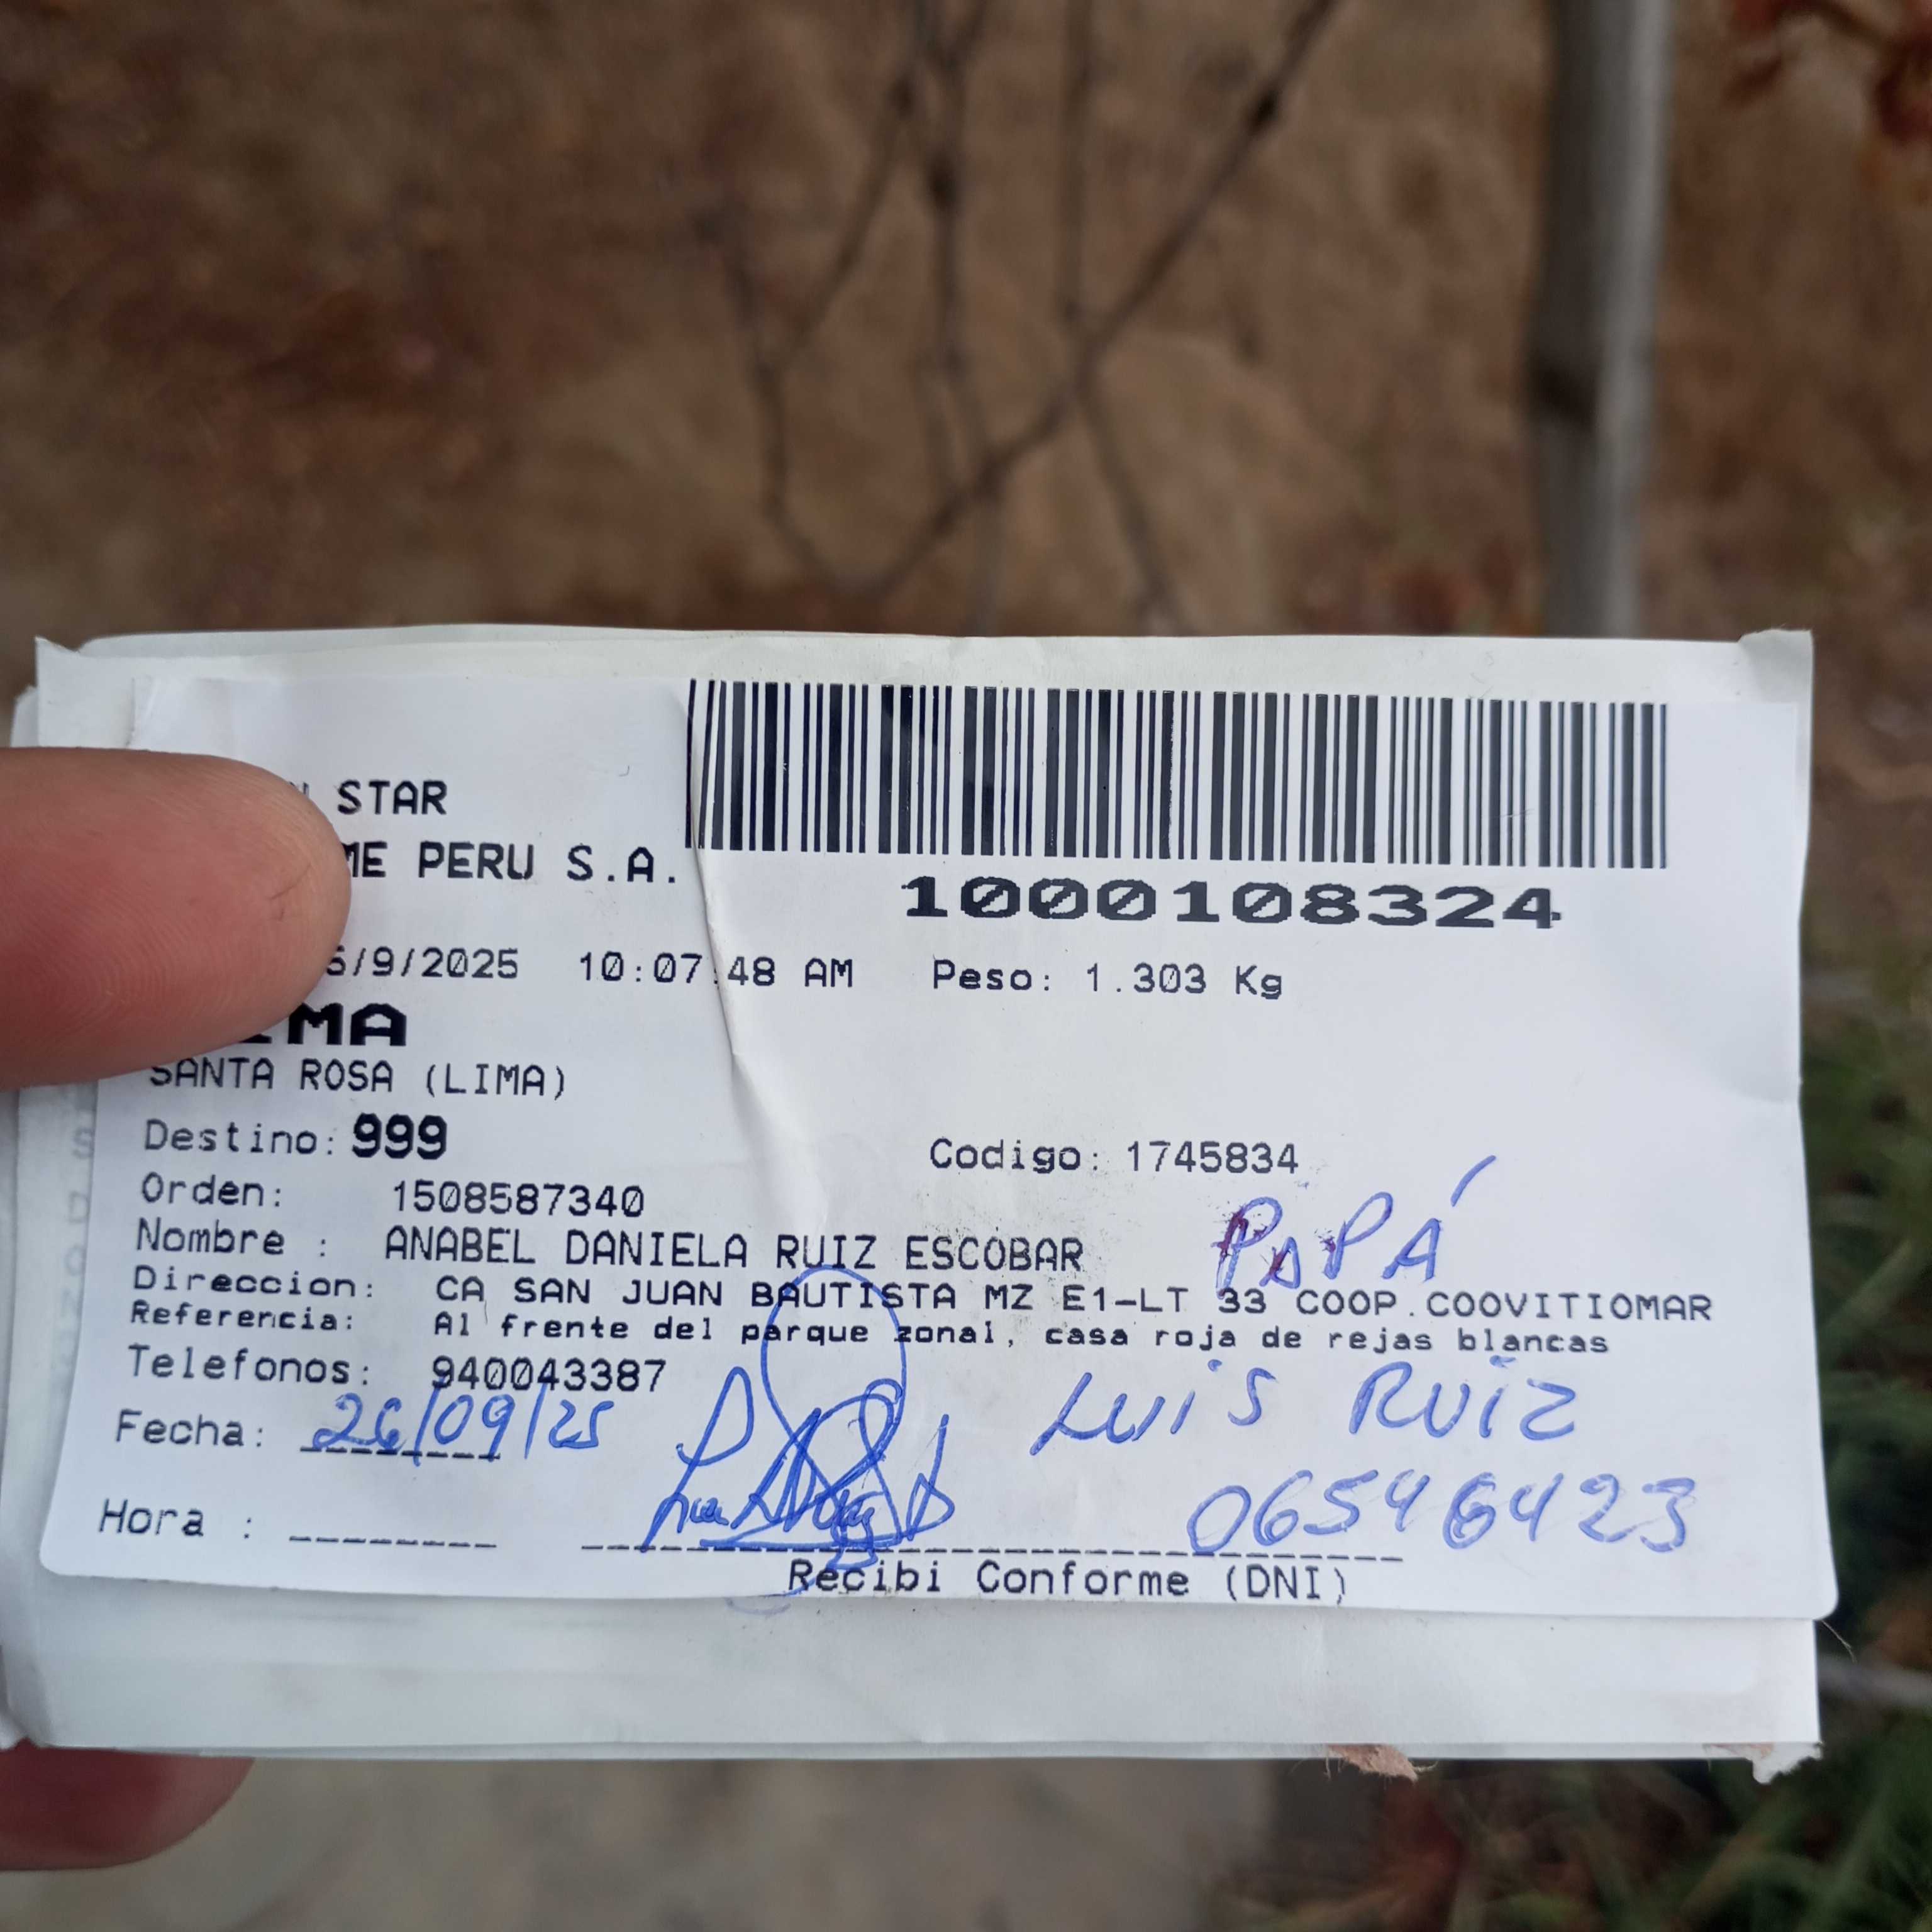 STAR
ME PERU S.A.
1000108324
5/9/2025 10:07:48 AM Peso: 1.303 Kg
IMA
SANTA ROSA (LIMA)
Destino: 999
Codigo: 1745834
Orden: 1508587340
Nombre : ANABEL DANIELA RUIZ ESCOBAR
PAPÁ
Direccion: CA SAN JUAN BAUTISTA MZ E1-LT 33 COOP.COOVITIOMAR
Referencia: Al frente del parque zonal, casa roja de rejas blancas
Telefonos: 940043387
LUIS RUIZ
Fecha: 26/09/25
06546423
Hora :
Recibi Conforme (DNI)